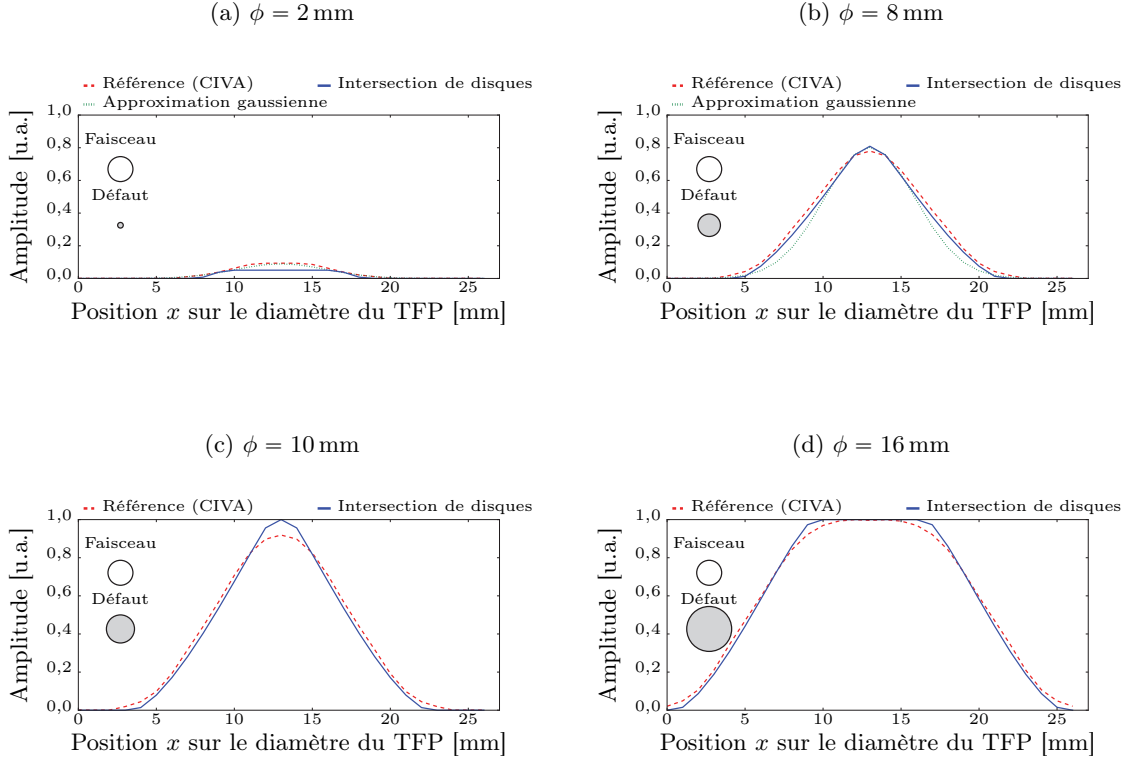 (a) ϕ = 2 mm
Référence (CIVA)
Intersection de disques
Approximation gaussienne
Amplitude [u.a.]
1,0
0,8
0,6
0,4
0,2
0,0
Faisceau
Défaut
0 5 10 15 20 25
Position x sur le diamètre du TFP [mm]
(b) ϕ = 8 mm
Référence (CIVA)
Intersection de disques
Approximation gaussienne
Amplitude [u.a.]
1,0
0,8
0,6
0,4
0,2
0,0
Faisceau
Défaut
0 5 10 15 20 25
Position x sur le diamètre du TFP [mm]
(c) ϕ = 10 mm
Référence (CIVA)
Intersection de disques
Amplitude [u.a.]
1,0
0,8
0,6
0,4
0,2
0,0
Faisceau
Défaut
0 5 10 15 20 25
Position x sur le diamètre du TFP [mm]
(d) ϕ = 16 mm
Référence (CIVA)
Intersection de disques
Amplitude [u.a.]
1,0
0,8
0,6
0,4
0,2
0,0
Faisceau
Défaut
0 5 10 15 20 25
Position x sur le diamètre du TFP [mm]